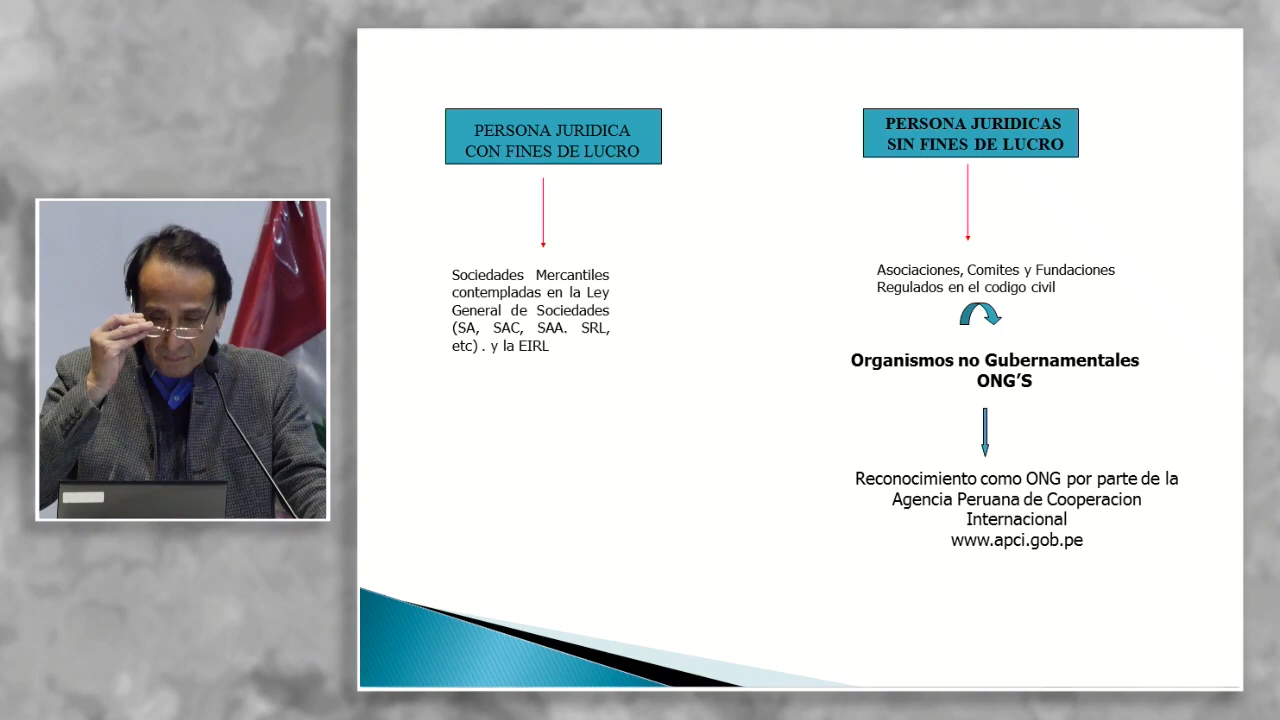 PERSONA JURIDICA
CON FINES DE LUCRO
Sociedades Mercantiles
contempladas en la Ley
General de Sociedades
(SA, SAC, SAA. SRL,
etc) . y la EIRL
PERSONA JURIDICAS
SIN FINES DE LUCRO
Asociaciones, Comites y Fundaciones
Regulados en el codigo civil
Organismos no Gubernamentales
ONG’S
Reconocimiento como ONG por parte de la
Agencia Peruana de Cooperacion
Internacional
www.apci.gob.pe